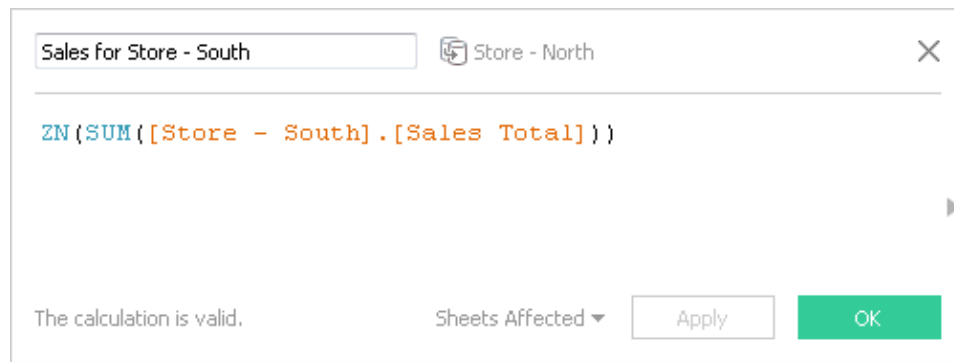 Sales for Store - South
Store - North
ZN(SUM([Store - South].[Sales Total]))
The calculation is valid.
Sheets Affected
Apply
OK